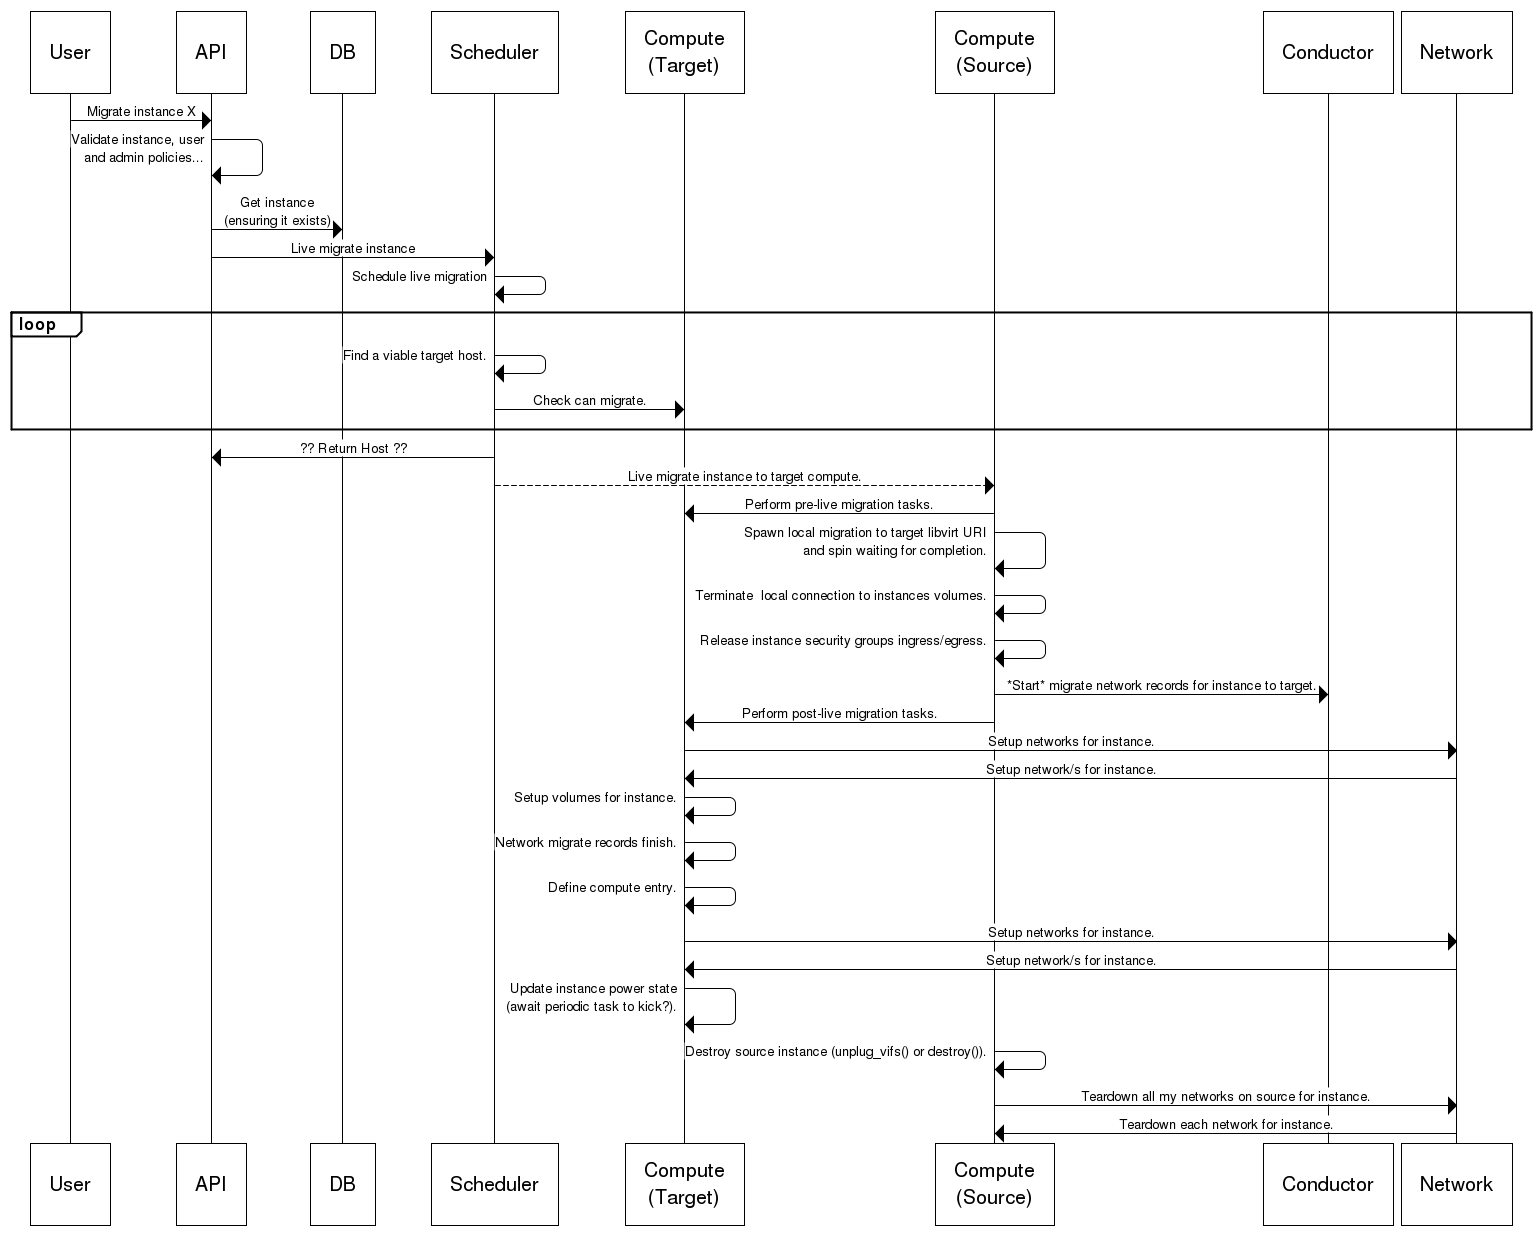 User
API
DB
Scheduler
Compute
(Target)
Compute
(Source)
Conductor
Network
Migrate instance X
Validate instance, user
and admin policies...
Get instance
(ensuring it exists)
Live migrate instance
Schedule live migration
loop
Find a viable target host.
Check can migrate.
?? Return Host ??
Live migrate instance to target compute.
Perform pre-live migration tasks.
Spawn local migration to target libvirt URI
and spin waiting for completion.
Terminate  local connection to instances volumes.
Release instance security groups ingress/egress.
*Start* migrate network records for instance to target.
Perform post-live migration tasks.
Setup networks for instance.
Setup network/s for instance.
Setup volumes for instance.
Network migrate records finish.
Define compute entry.
Setup networks for instance.
Setup network/s for instance.
Update instance power state
(await periodic task to kick?).
Destroy source instance (unplug_vifs() or destroy()).
Teardown all my networks on source for instance.
Teardown each network for instance.
User
API
DB
Scheduler
Compute
(Target)
Compute
(Source)
Conductor
Network